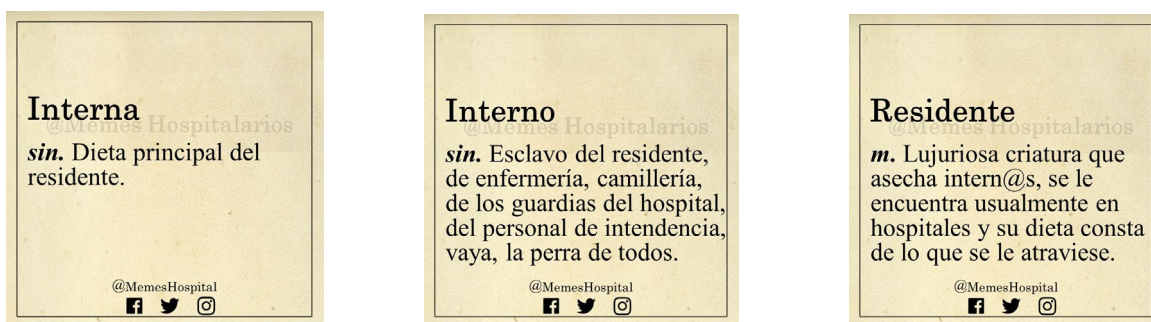 Interna
@Memes Hospitalarios
sin. Dieta principal del
residente.
@MemesHospital
Interno
@Memes Hospitalarios
sin. Esclavo del residente,
de enfermería, camillería,
de los guardias del hospital,
del personal de intendencia,
vaya, la perra de todos.
@MemesHospital
Residente
@Memes Hospitalarios
m. Lujuriosa criatura que
asecha intern@s, se le
encuentra usualmente en
hospitales y su dieta consta
de lo que se le atraviese.
@MemesHospital